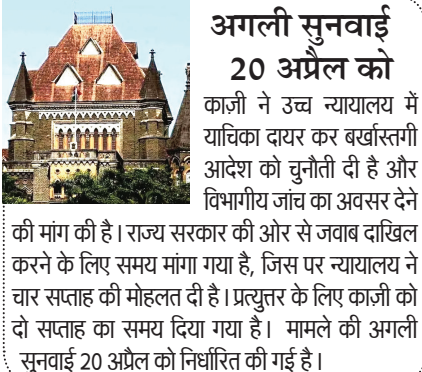 अगली सुनवाई
20 अप्रैल को
काज़ी ने उच्च न्यायालय में
याचिका दायर कर बर्खास्तगी
आदेश को चुनौती दी है और
विभागीय जांच का अवसर देने
की मांग की है। राज्य सरकार की ओर से जवाब दाखिल
करने के लिए समय मांगा गया है, जिस पर न्यायालय ने
चार सप्ताह की मोहलत दी है। प्रत्युत्तर के लिए काज़ी को
दो सप्ताह का समय दिया गया है। मामले की अगली
सुनवाई 20 अप्रैल को निर्धारित की गई है।